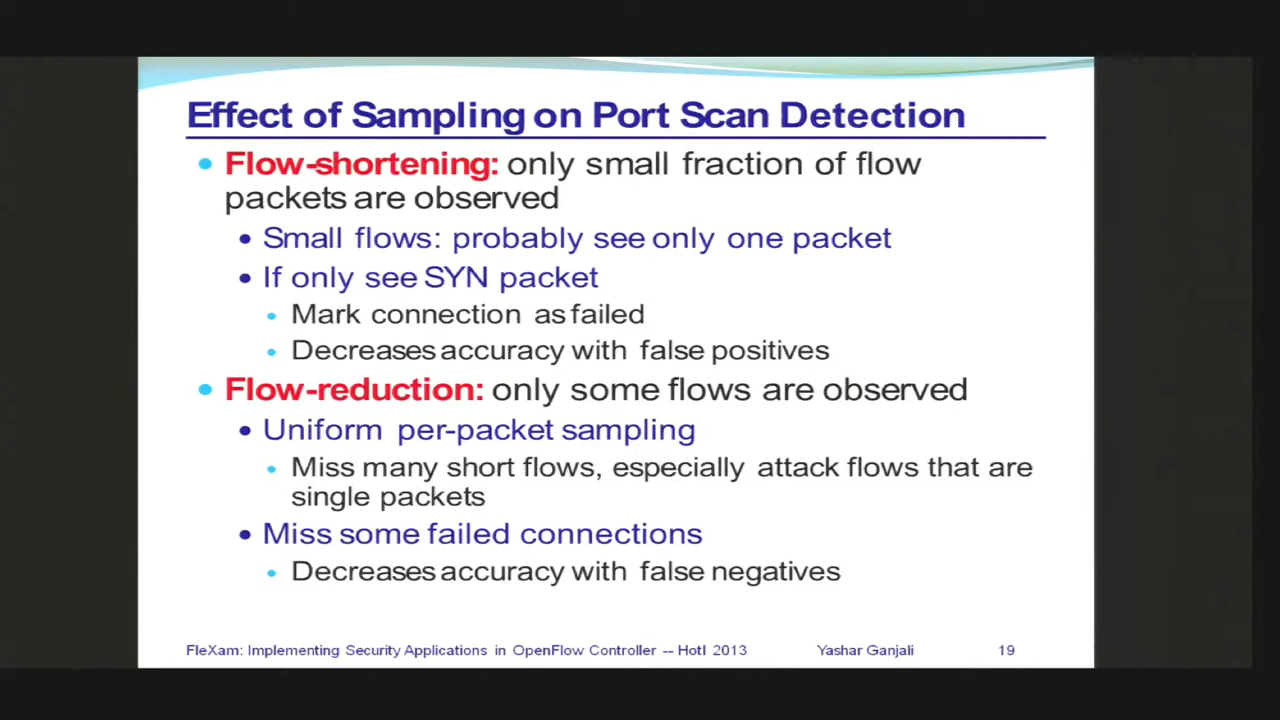 Effect of Sampling on Port Scan Detection
Flow-shortening: only small fraction of flow
packets are observed
Small flows: probably see only one packet
If only see SYN packet
Mark connection as failed
Decreases accuracy with false positives
Flow-reduction: only some flows are observed
Uniform per-packet sampling
Miss many short flows, especially attack flows that are
single packets
Miss some failed connections
Decreases accuracy with false negatives
FleXam: Implementing Security Applications in OpenFlow Controller -- HotI 2013 Yashar Ganjali 19